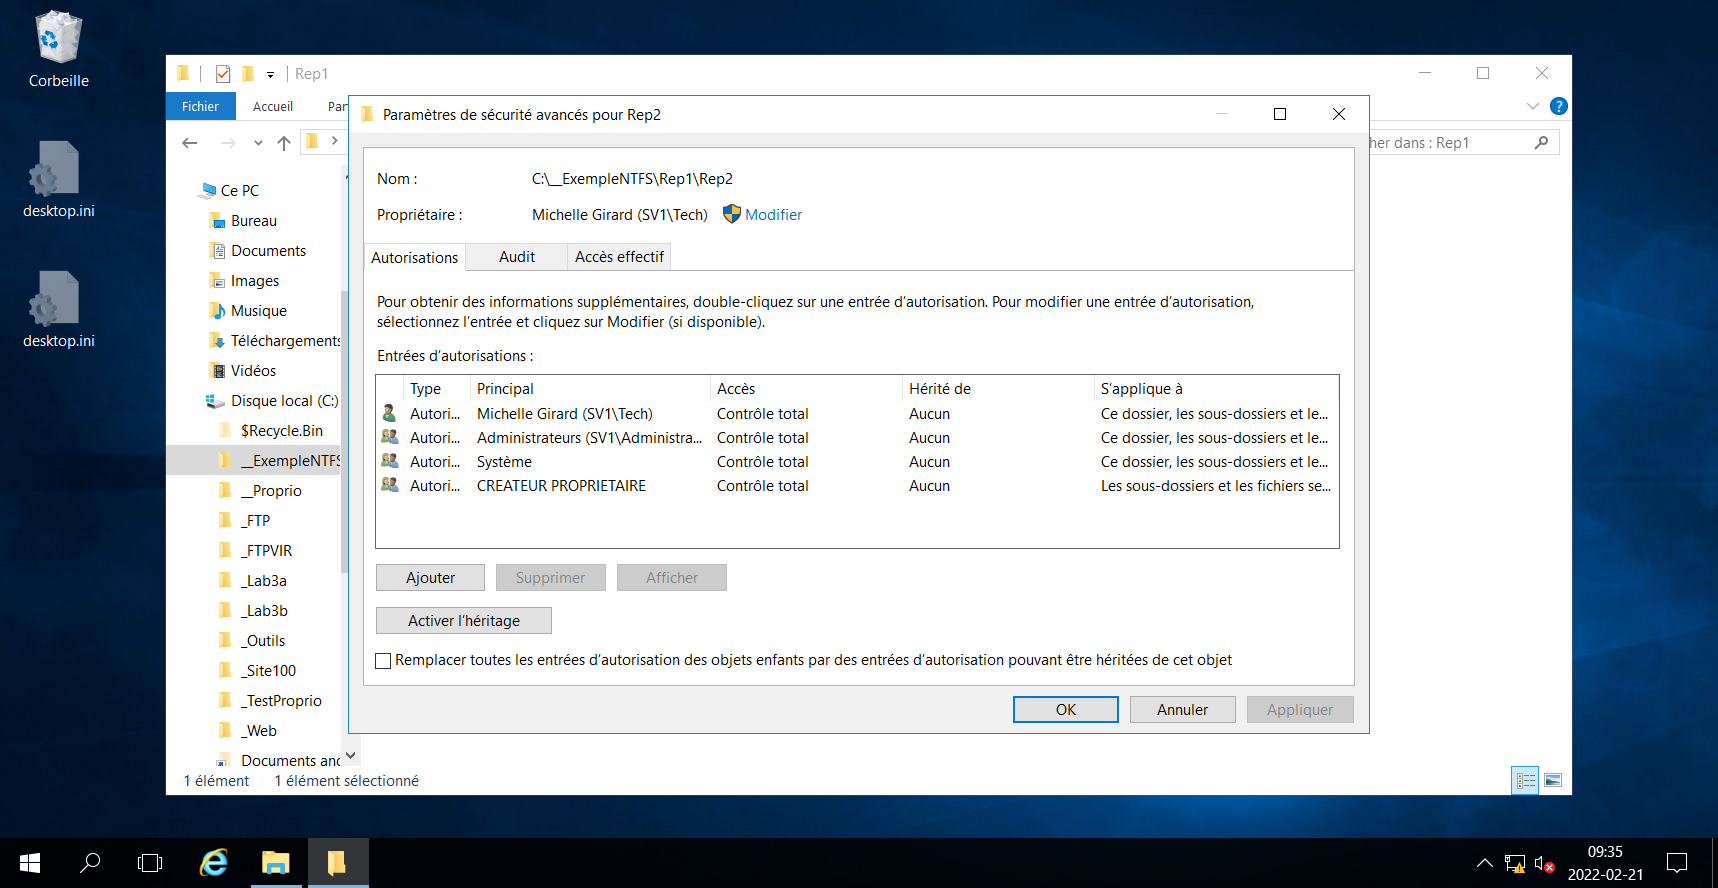 Corbeille
desktop.ini
desktop.ini
Rep1
Fichier
Accueil
Par
her dans : Rep1
Ce PC
Bureau
Documents
Images
Musique
Téléchargements
Vidéos
Disque local (C:)
$Recycle.Bin
__ExempleNTFS
__Proprio
_FTP
_FTPVIR
_Lab3a
_Lab3b
_Outils
_Site100
_TestProprio
_Web
Documents and
1 élément 1 élément sélectionné
Paramètres de sécurité avancés pour Rep2
Nom : C:\__ExempleNTFS\Rep1\Rep2
Propriétaire : Michelle Girard (SV1\Tech) Modifier
Autorisations Audit Accès effectif
Pour obtenir des informations supplémentaires, double-cliquez sur une entrée d’autorisation. Pour modifier une entrée d’autorisation,
sélectionnez l’entrée et cliquez sur Modifier (si disponible).
Entrées d’autorisations :
Type Principal Accès Hérité de S’applique à
Autori... Michelle Girard (SV1\Tech) Contrôle total Aucun Ce dossier, les sous-dossiers et le...
Autori... Administrateurs (SV1\Administra... Contrôle total Aucun Ce dossier, les sous-dossiers et le...
Autori... Système Contrôle total Aucun Ce dossier, les sous-dossiers et le...
Autori... CREATEUR PROPRIETAIRE Contrôle total Aucun Les sous-dossiers et les fichiers se...
Ajouter Supprimer Afficher
Activer l’héritage
Remplacer toutes les entrées d’autorisation des objets enfants par des entrées d’autorisation pouvant être héritées de cet objet
OK Annuler Appliquer
09:35
2022-02-21